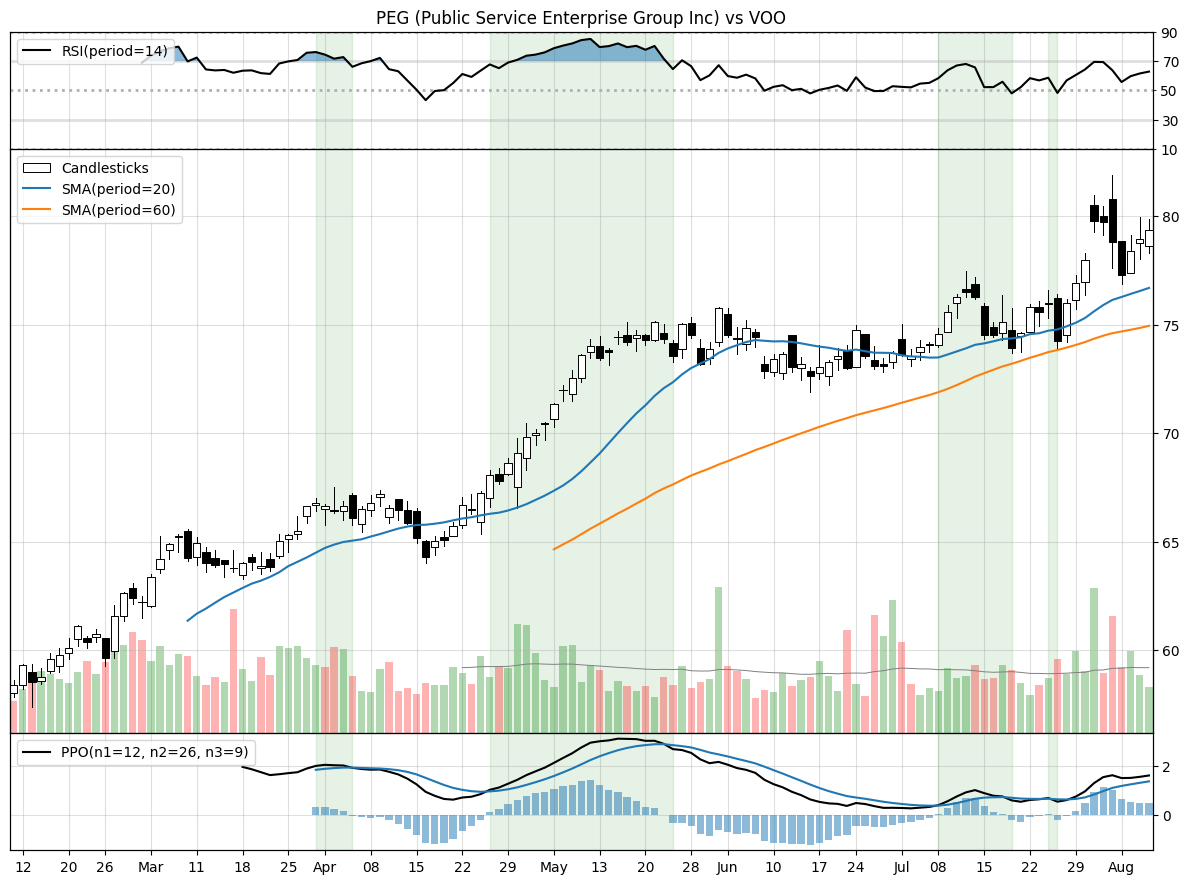 PEG (Public Service Enterprise Group Inc) vs VOO
RSI(period=14)
90
70
50
30
10
Candlesticks
SMA(period=20)
SMA(period=60)
80
75
70
65
60
PPO(n1=12, n2=26, n3=9)
2
0
12 20 26 Mar 11 18 25 Apr 08 15 22 29 May 13 20 28 Jun 10 17 24 Jul 08 15 22 29 Aug